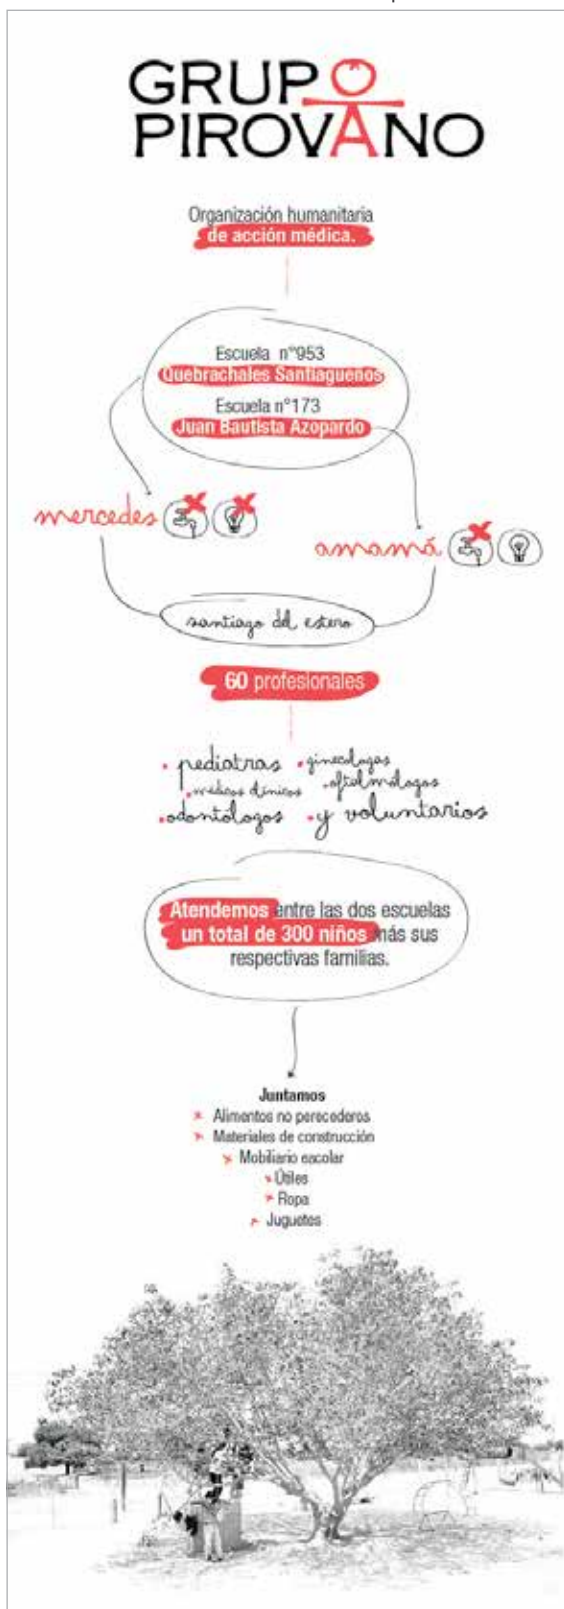 GRUPO
PIROVANO
Organización humanitaria
de acción médica.
Escuela n°953
Quebrachales Santiagueños
Escuela n°173
Juan Bautista Azopardo
mercedes
amamá
santiago del estero
60 profesionales
• pediatras • ginecologos
• médicos clínicos • oftalmólogos
• odontólogos • y voluntarios
Atendemos entre las dos escuelas
un total de 300 niños más sus
respectivas familias.
Juntamos
× Alimentos no perecederos
× Materiales de construcción
× Mobiliario escolar
× Útiles
× Ropa
× Juguetes